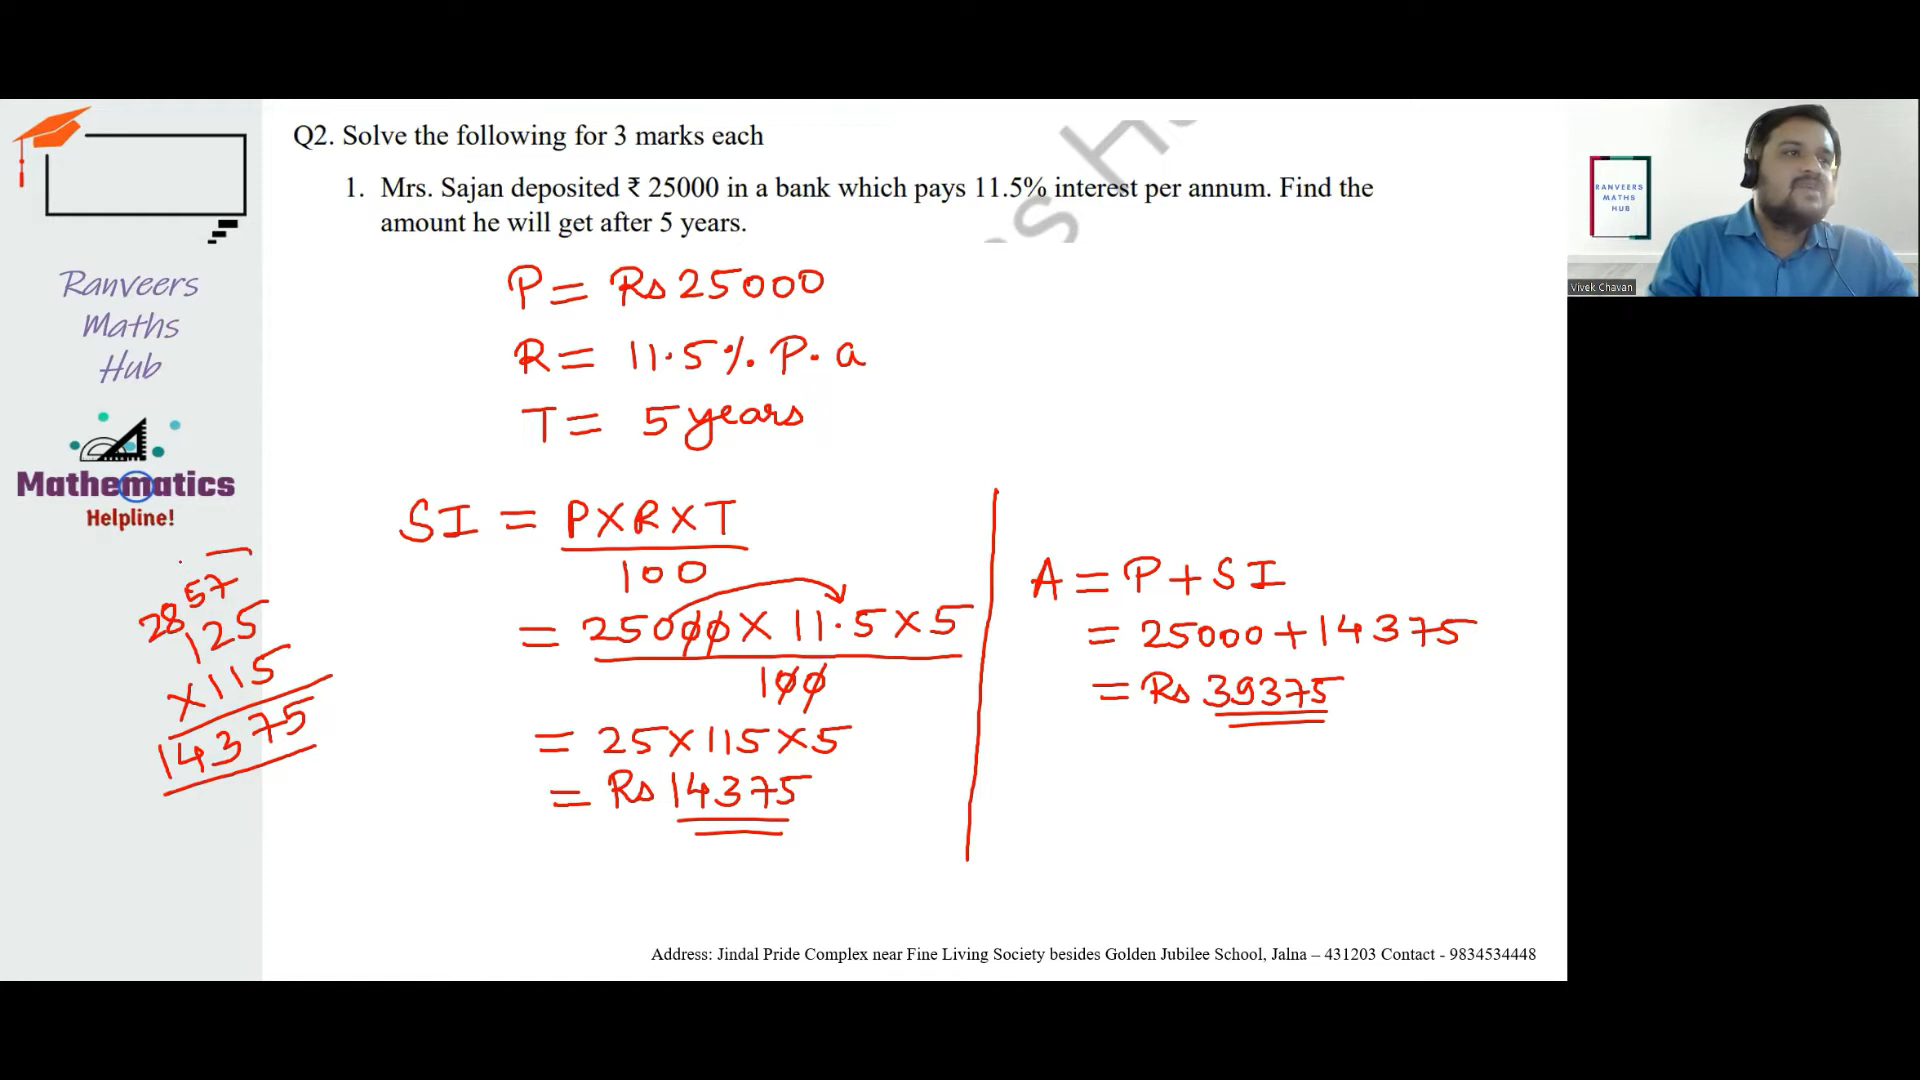 Q2. Solve the following for 3 marks each
1. Mrs. Sajan deposited ₹ 25000 in a bank which pays 11.5% interest per annum. Find the
amount he will get after 5 years.
P = Rs 25000
R = 11.5% P.a
T = 5 years
SI = P×R×T
100
= 25000 × 11.5 × 5
100
= 25×115×5
= Rs 14375
A = P + SI
= 25000 + 14375
= Rs 39375
57
28
125
×115
14375
Ranveers
Maths
Hub
Mathematics
Helpline!
RANVEERS
MATHS
HUB
Vivek Chavan
s H
Address: Jindal Pride Complex near Fine Living Society besides Golden Jubilee School, Jalna – 431203 Contact - 9834534448